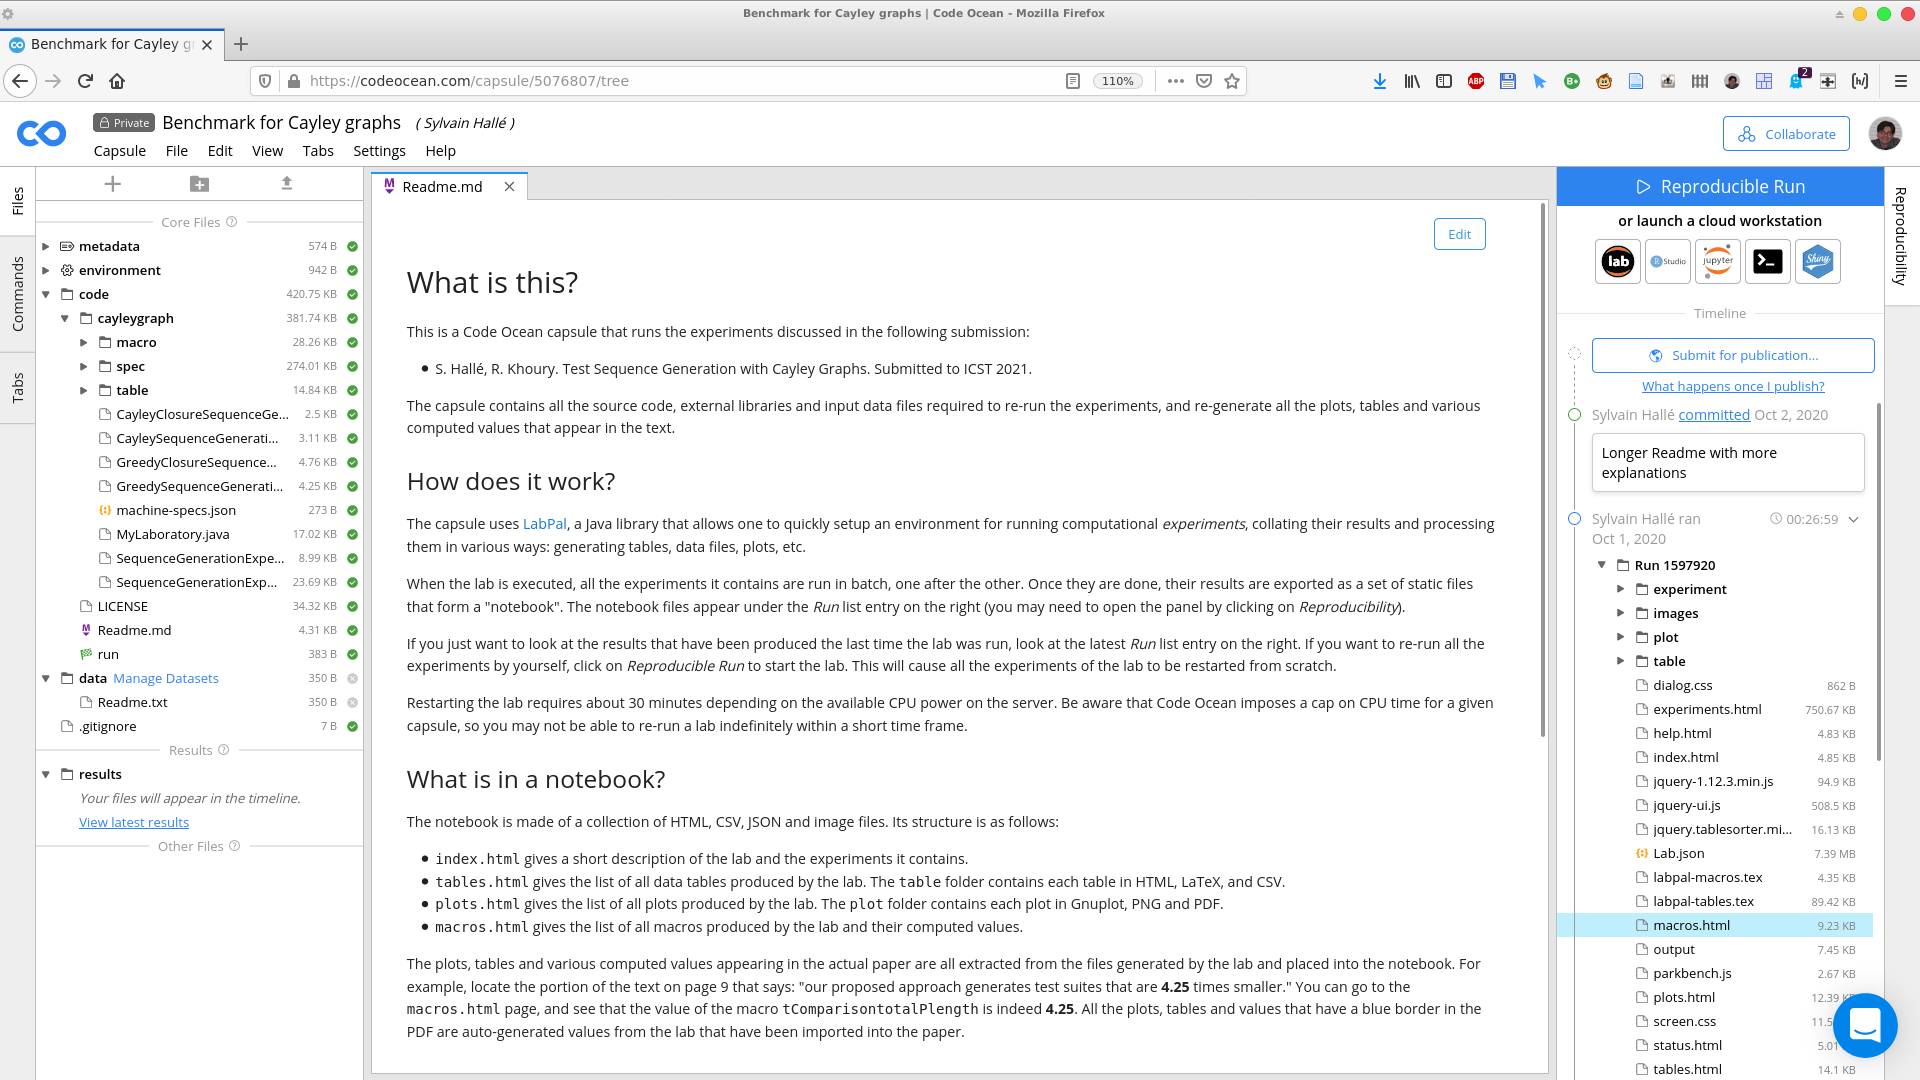 Benchmark for Cayley graphs | Code Ocean - Mozilla Firefox
Benchmark for Cayley g
https://codeocean.com/capsule/5076807/tree
110%
ABP
B+
2
Private
Benchmark for Cayley graphs
( Sylvain Hallé )
Capsule File Edit View Tabs Settings Help
Collaborate
Files
Commands
Tabs
Core Files
metadata 574 B
environment 942 B
code 420.75 KB
cayleygraph 381.74 KB
macro 28.26 KB
spec 274.01 KB
table 14.84 KB
CayleyClosureSequenceGe... 2.5 KB
CayleySequenceGenerati... 3.11 KB
GreedyClosureSequence... 4.76 KB
GreedySequenceGenerati... 4.25 KB
machine-specs.json 273 B
MyLaboratory.java 17.02 KB
SequenceGenerationExpe... 8.99 KB
SequenceGenerationExp... 23.69 KB
LICENSE 34.32 KB
Readme.md 4.31 KB
run 383 B
data Manage Datasets 350 B
Readme.txt 350 B
.gitignore 7 B
Results
results
Your files will appear in the timeline.
View latest results
Other Files
Readme.md
Edit
What is this?
This is a Code Ocean capsule that runs the experiments discussed in the following submission:
• S. Hallé, R. Khoury. Test Sequence Generation with Cayley Graphs. Submitted to ICST 2021.
The capsule contains all the source code, external libraries and input data files required to re-run the experiments, and re-generate all the plots, tables and various
computed values that appear in the text.
How does it work?
The capsule uses LabPal, a Java library that allows one to quickly setup an environment for running computational experiments, collating their results and processing
them in various ways: generating tables, data files, plots, etc.
When the lab is executed, all the experiments it contains are run in batch, one after the other. Once they are done, their results are exported as a set of static files
that form a "notebook". The notebook files appear under the Run list entry on the right (you may need to open the panel by clicking on Reproducibility).
If you just want to look at the results that have been produced the last time the lab was run, look at the latest Run list entry on the right. If you want to re-run all the
experiments by yourself, click on Reproducible Run to start the lab. This will cause all the experiments of the lab to be restarted from scratch.
Restarting the lab requires about 30 minutes depending on the available CPU power on the server. Be aware that Code Ocean imposes a cap on CPU time for a given
capsule, so you may not be able to re-run a lab indefinitely within a short time frame.
What is in a notebook?
The notebook is made of a collection of HTML, CSV, JSON and image files. Its structure is as follows:
• index.html gives a short description of the lab and the experiments it contains.
• tables.html gives the list of all data tables produced by the lab. The table folder contains each table in HTML, LaTeX, and CSV.
• plots.html gives the list of all plots produced by the lab. The plot folder contains each plot in Gnuplot, PNG and PDF.
• macros.html gives the list of all macros produced by the lab and their computed values.
The plots, tables and various computed values appearing in the actual paper are all extracted from the files generated by the lab and placed into the notebook. For
example, locate the portion of the text on page 9 that says: "our proposed approach generates test suites that are 4.25 times smaller." You can go to the
macros.html page, and see that the value of the macro tComparisontotalPlength is indeed 4.25. All the plots, tables and values that have a blue border in the
PDF are auto-generated values from the lab that have been imported into the paper.
Reproducible Run
or launch a cloud workstation
lab
R Studio
jupyter
Shiny
Reproducibility
Timeline
Submit for publication...
What happens once I publish?
Sylvain Hallé committed Oct 2, 2020
Longer Readme with more
explanations
Sylvain Hallé ran 00:26:59
Oct 1, 2020
Run 1597920
experiment
images
plot
table
dialog.css 862 B
experiments.html 750.67 KB
help.html 4.83 KB
index.html 4.85 KB
jquery-1.12.3.min.js 94.9 KB
jquery-ui.js 508.5 KB
jquery.tablesorter.mi... 16.13 KB
Lab.json 7.39 MB
labpal-macros.tex 4.35 KB
labpal-tables.tex 89.42 KB
macros.html 9.23 KB
output 7.45 KB
parkbench.js 2.67 KB
plots.html 12.39 KB
screen.css 11.5
status.html 5.01
tables.html 14.1 KB